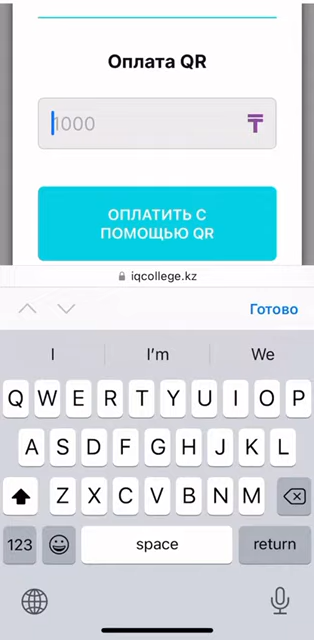 Оплата QR
1000 ₸
ОПЛАТИТЬ С
ПОМОЩЬЮ QR
iqcollege.kz
Готово
I I'm We
Q W E R T Y U I O P
A S D F G H J K L
Z X C V B N M
123 space return